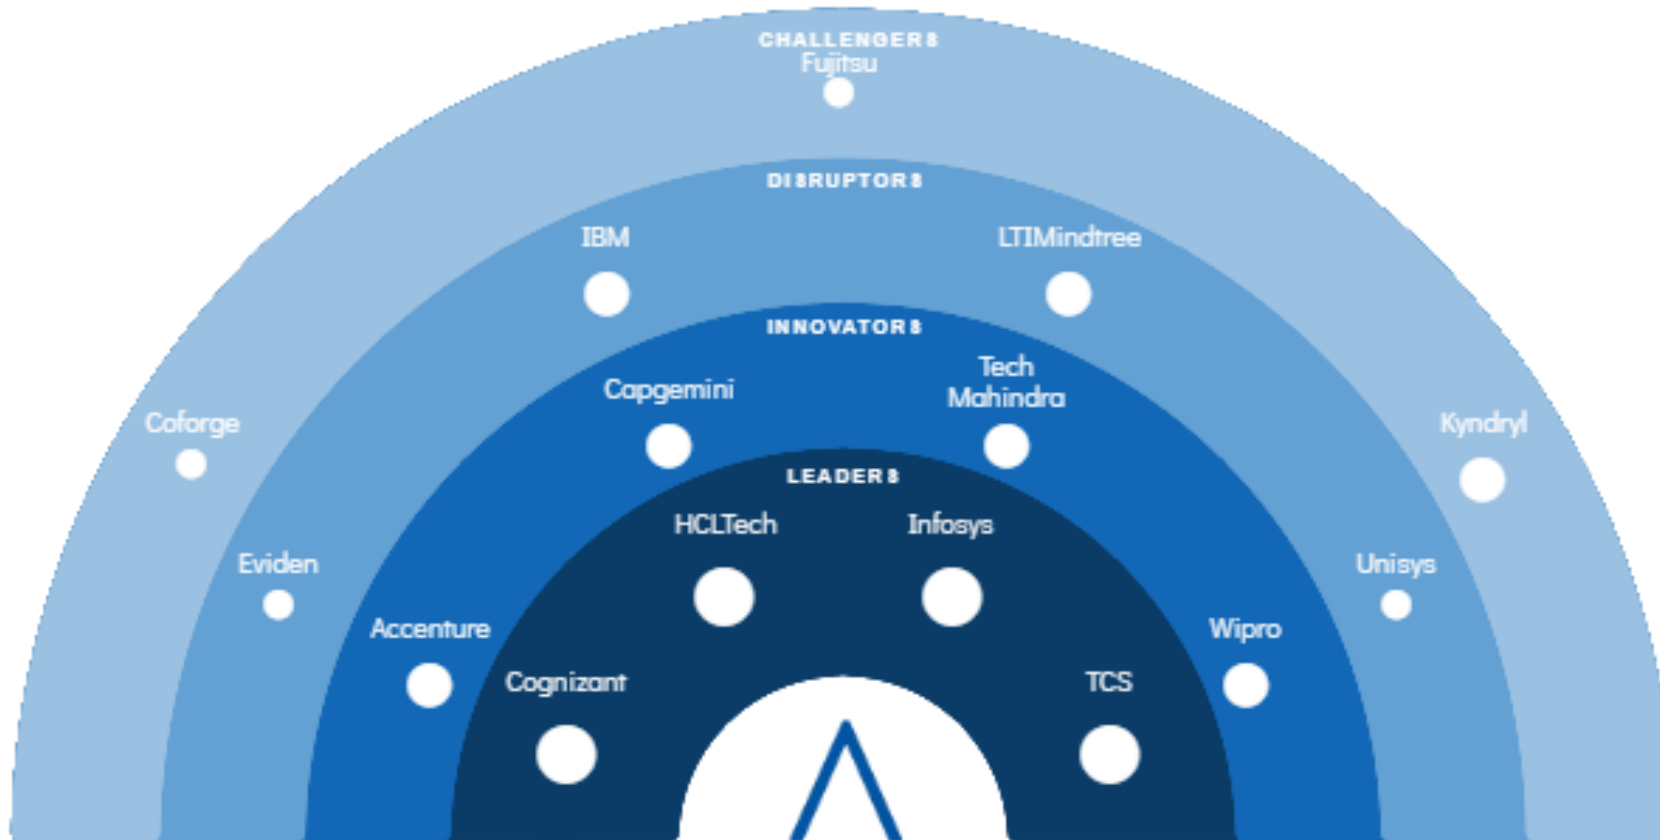 CHALLENGERS
Fujitsu
DISRUPTORS
IBM
LTIMindtree
INNOVATORS
Capgemini
Tech
Mahindra
Coforge
Kyndryl
LEADERS
HCLTech
Infosys
Eviden
Unisys
Accenture
Wipro
Cognizant
TCS